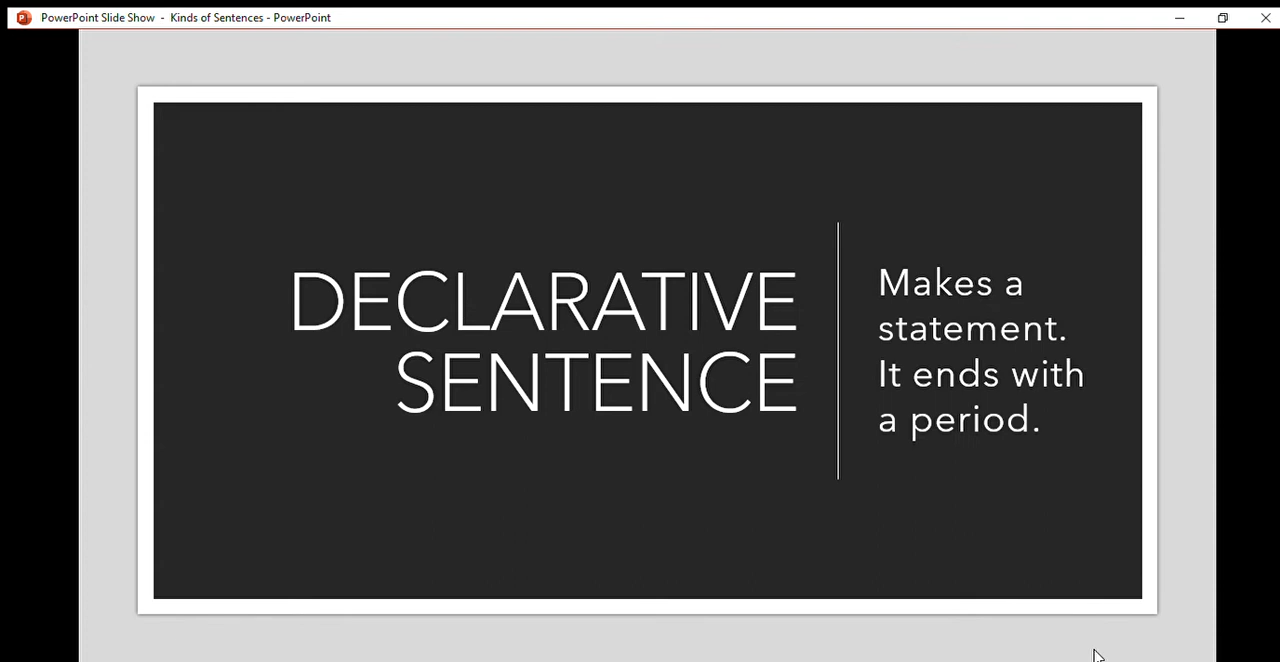 PowerPoint Slide Show - Kinds of Sentences - PowerPoint
DECLARATIVE
SENTENCE
Makes a
statement.
It ends with
a period.